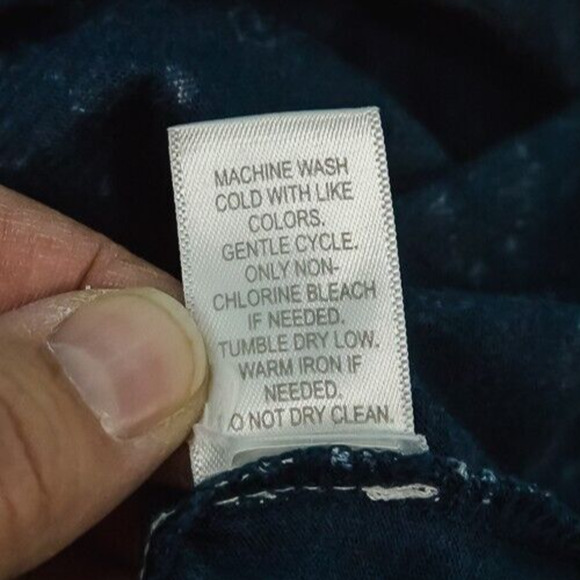 MACHINE WASH
COLD WITH LIKE
COLORS.
GENTLE CYCLE.
ONLY NON-
CHLORINE BLEACH
IF NEEDED.
TUMBLE DRY LOW.
WARM IRON IF
NEEDED.
DO NOT DRY CLEAN.